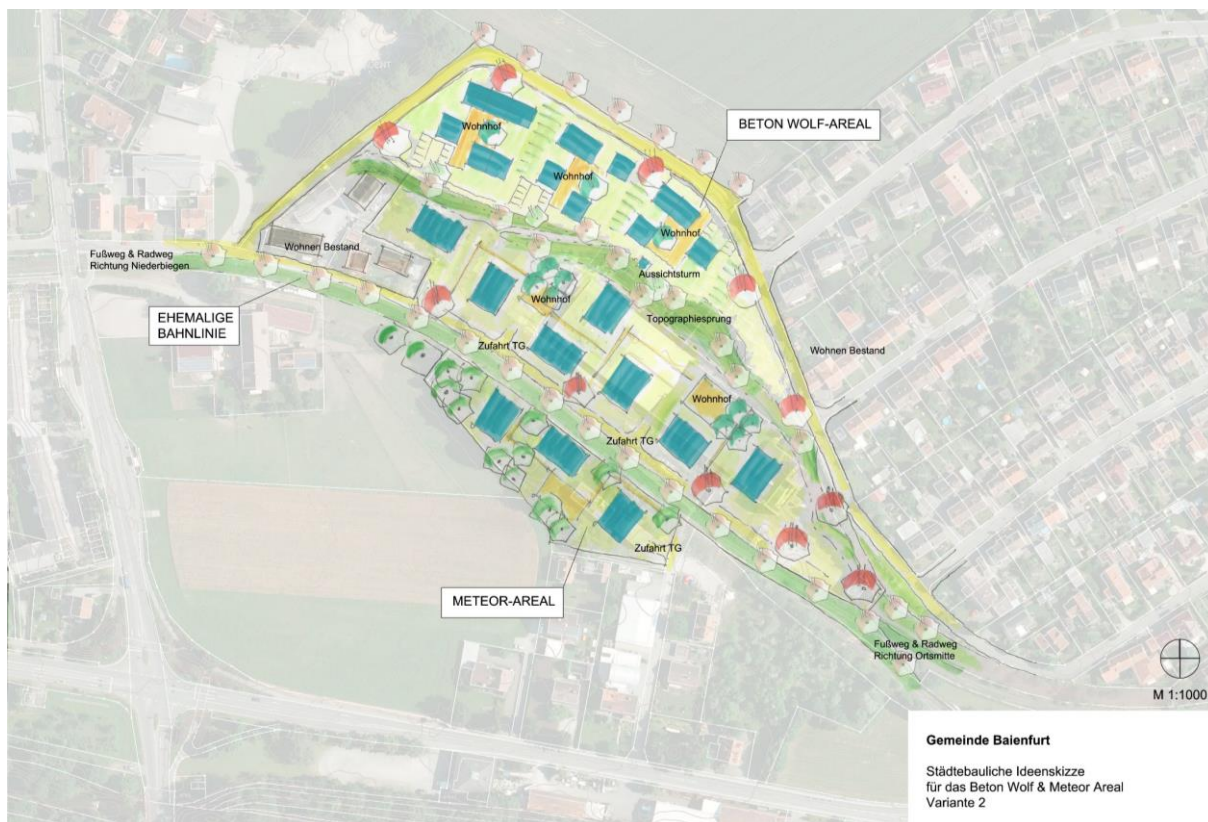 BETON WOLF-AREAL
Wohnhof
Wohnhof
Wohnhof
Wohnen Bestand
Fußweg & Radweg
Richtung Niederbiegen
Aussichtsturm
EHEMALIGE
BAHNLINIE
Wohnhof
Topographiesprung
Zufahrt TG
Wohnen Bestand
Wohnhof
Zufahrt TG
Zufahrt TG
METEOR-AREAL
Fußweg & Radweg
Richtung Ortsmitte
M 1:1000
Gemeinde Baienfurt
Städtebauliche Ideenskizze
für das Beton Wolf & Meteor Areal
Variante 2